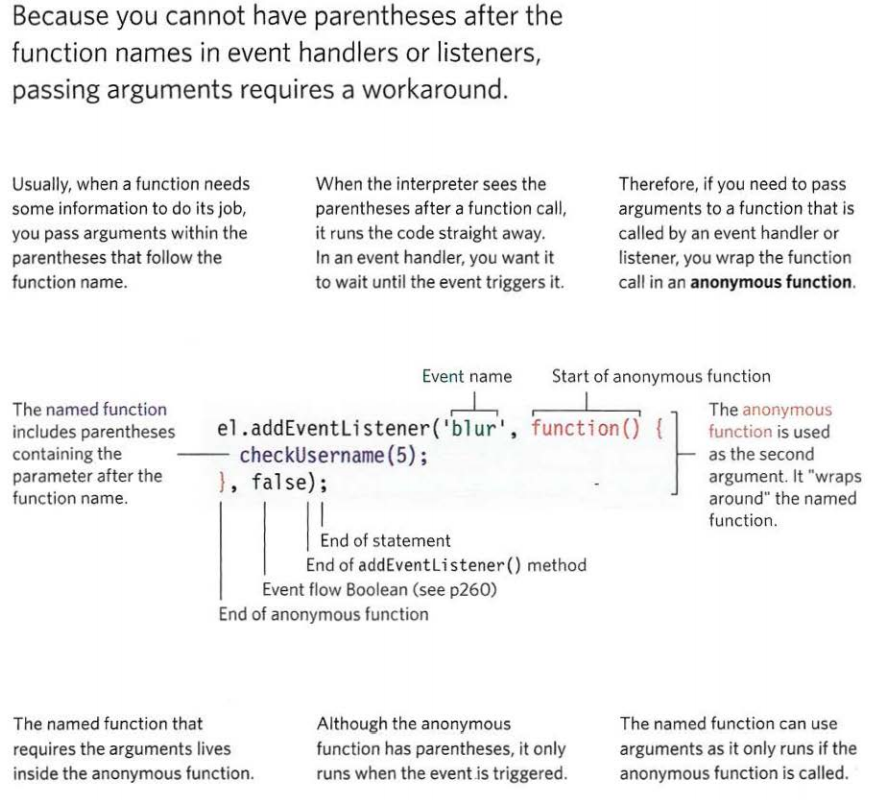 Because you cannot have parentheses after the
function names in event handlers or listeners,
passing arguments requires a workaround.
Usually, when a function needs
some information to do its job,
you pass arguments within the
parentheses that follow the
function name.
When the interpreter sees the
parentheses after a function call,
it runs the code straight away.
In an event handler, you want it
to wait until the event triggers it.
Therefore, if you need to pass
arguments to a function that is
called by an event handler or
listener, you wrap the function
call in an anonymous function.
Event name
Start of anonymous function
The named function
includes parentheses
containing the
parameter after the
function name.
el.addEventListener('blur', function() {
checkUsername(5);
}, false);
The anonymous
function is used
as the second
argument. It "wraps
around" the named
function.
End of statement
End of addEventListener() method
Event flow Boolean (see p260)
End of anonymous function
The named function that
requires the arguments lives
inside the anonymous function.
Although the anonymous
function has parentheses, it only
runs when the event is triggered.
The named function can use
arguments as it only runs if the
anonymous function is called.